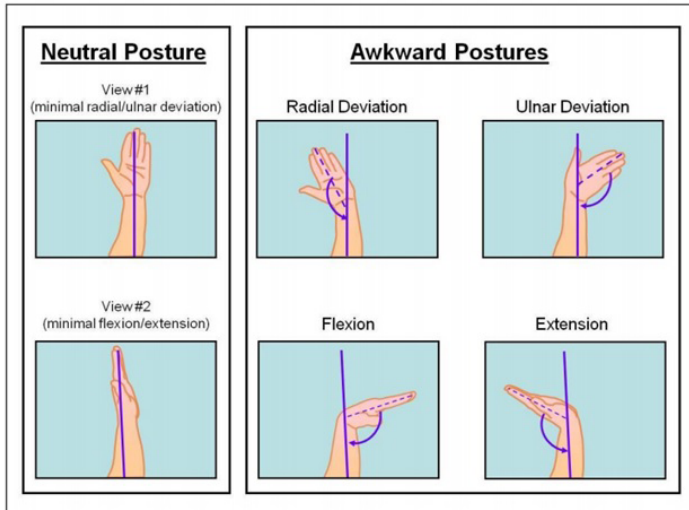 Neutral Posture
View #1
(minimal radial/ulnar deviation)
View #2
(minimal flexion/extension)
Awkward Postures
Radial Deviation
Ulnar Deviation
Flexion
Extension